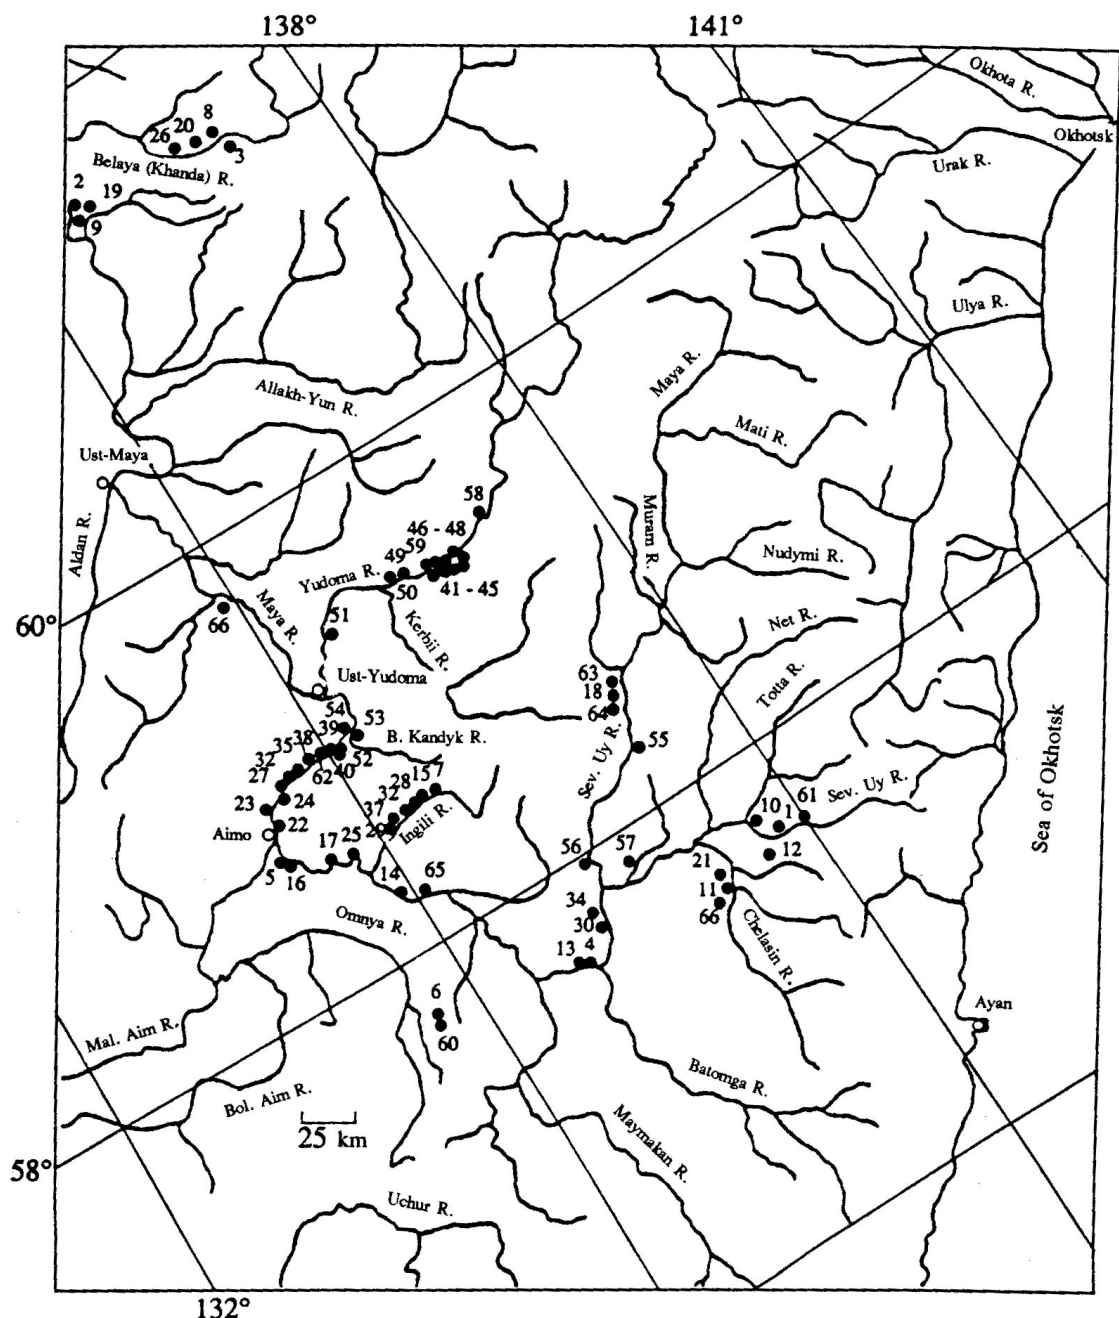 138°
141°
Okhota R.
Okhotsk
8
20
26
3
Belaya (Khanda) R.
Urak R.
2
19
9
Ulya R.
Maya R.
Allakh-Yun R.
Mati R.
Ust-Maya
58
46 - 48
Muram R.
Aldan R.
59
49
Nudymi R.
Yudoma R.
50
41 - 45
Maya R.
66
51
Kerbii R.
Net R.
60°
Totta R.
Ust-Yudoma
63
18
64
54
39
53
Sev. Uy R.
55
B. Kandyk R.
38
35
52
32
62
40
27
28
15
7
Sev. Uy R.
Sea of Okhotsk
32
10
1
61
23
24
37
Ingili R.
29
Aimo
22
17
25
12
56
57
21
5
16
14
65
11
34
66
Omnya R.
30
Chelasin R.
13
4
6
Ayan
Mal. Aim R.
60
Batomga R.
Bol. Aim R.
25 km
Maymakan R.
58°
Uchur R.
132°